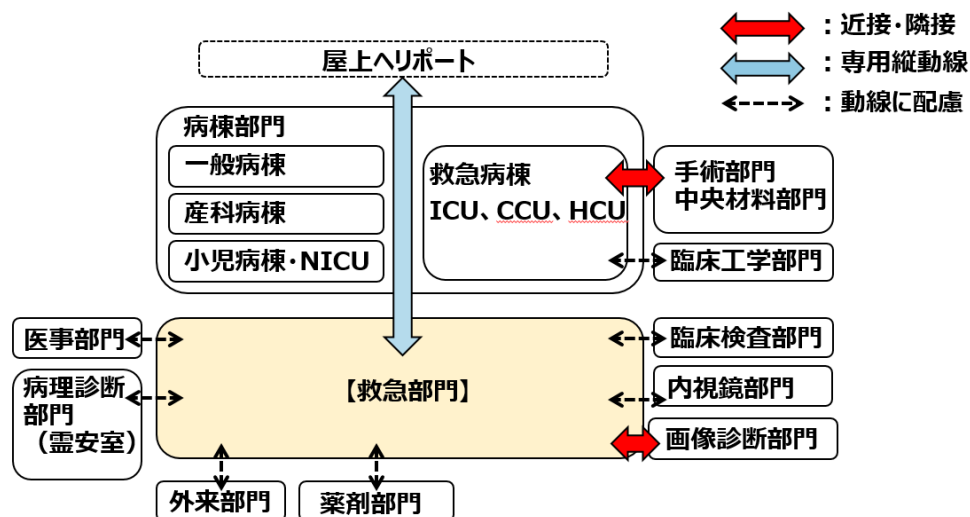 ：近接・隣接
：専用縦動線
：動線に配慮
屋上ヘリポート
病棟部門
一般病棟
産科病棟
小児病棟・NICU
救急病棟
ICU、CCU、HCU
手術部門
中央材料部門
臨床工学部門
医事部門
病理診断
部門
（霊安室）
【救急部門】
臨床検査部門
内視鏡部門
画像診断部門
外来部門
薬剤部門